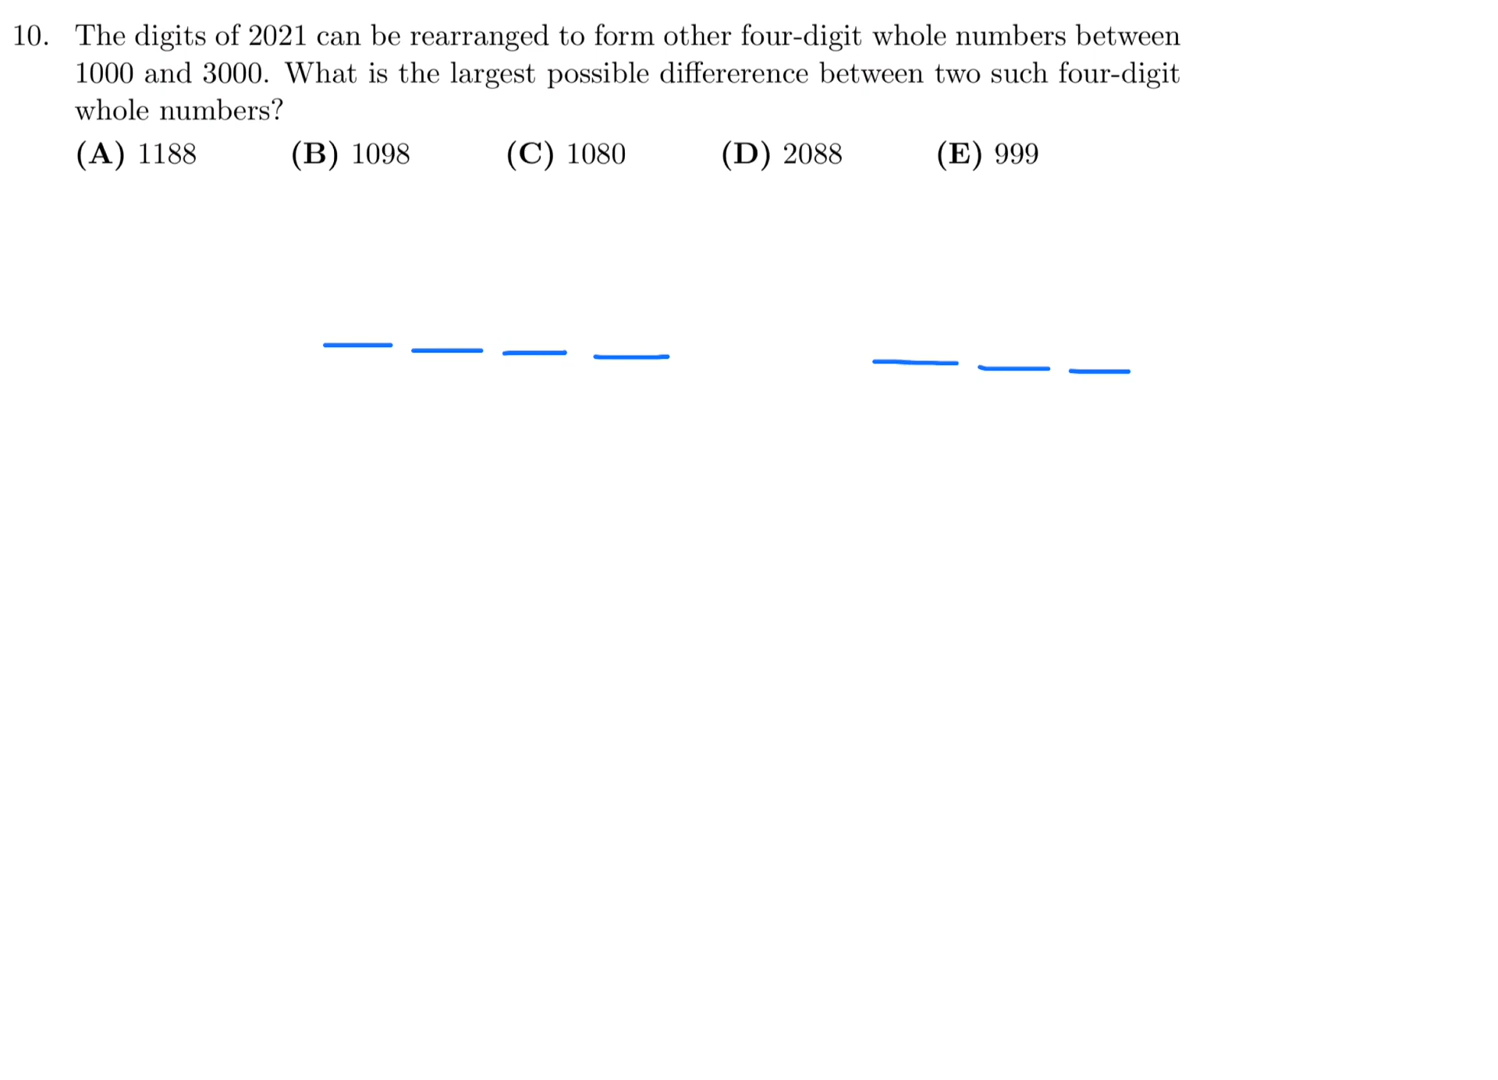 10. The digits of 2021 can be rearranged to form other four-digit whole numbers between
1000 and 3000. What is the largest possible differerence between two such four-digit
whole numbers?
(A) 1188 (B) 1098 (C) 1080 (D) 2088 (E) 999